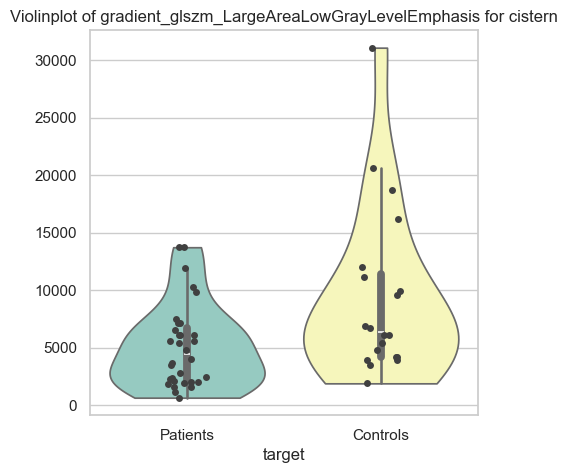 Violinplot of gradient_glszm_LargeAreaLowGrayLevelEmphasis for cistern
30000
25000
20000
15000
10000
5000
0
Patients Controls
target